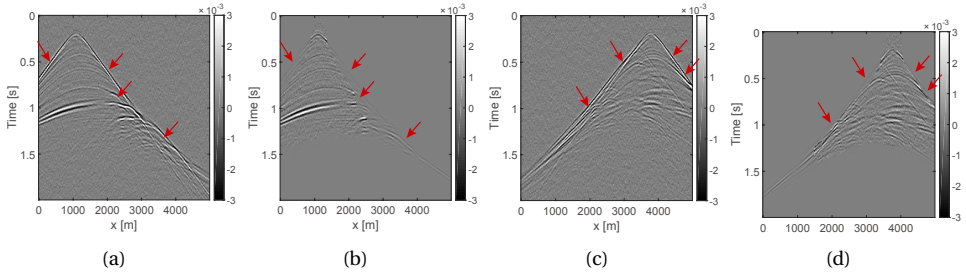 × 10⁻³ × 10⁻³ × 10⁻³ × 10⁻³
0 3 0 3 0 3 0 3
2 2 2 2
0.5 0.5 0.5 0.5
1 1 1 1
Time [s] 1 0 Time [s] 1 0 Time [s] 1 0 Time [s] 1 0
-1 -1 -1 -1
1.5 1.5 1.5 1.5
-2 -2 -2 -2
-3 -3 -3 2 -3
0 1000 2000 3000 4000 0 1000 2000 3000 4000 0 1000 2000 3000 4000 0 1000 2000 3000 4000
x [m] x [m] x [m] x [m]
(a) (b) (c) (d)